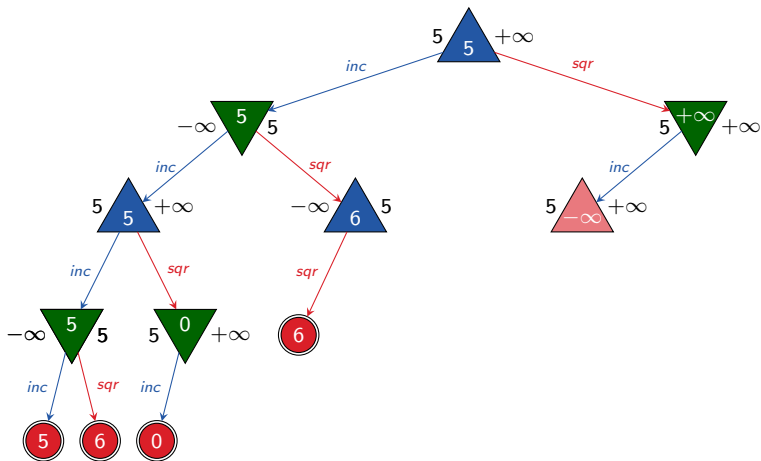 5 5 +∞
inc sqr
−∞ 5 5 5 +∞ +∞
inc sqr inc
5 5 +∞ −∞ 6 5 5 −∞ +∞
inc sqr sqr
−∞ 5 5 5 0 +∞ 6
inc sqr inc
5 6 0